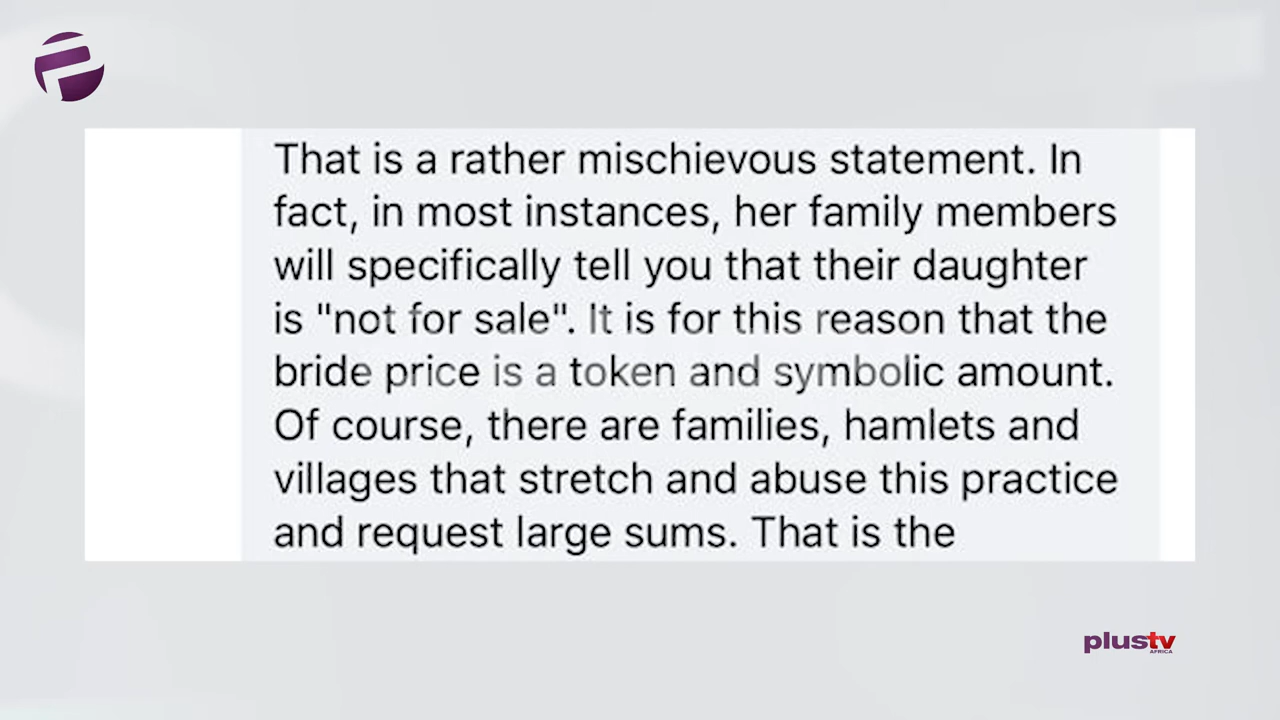 That is a rather mischievous statement. In
fact, in most instances, her family members
will specifically tell you that their daughter
is "not for sale". It is for this reason that the
bride price is a token and symbolic amount.
Of course, there are families, hamlets and
villages that stretch and abuse this practice
and request large sums. That is the
plustv
AFRICA